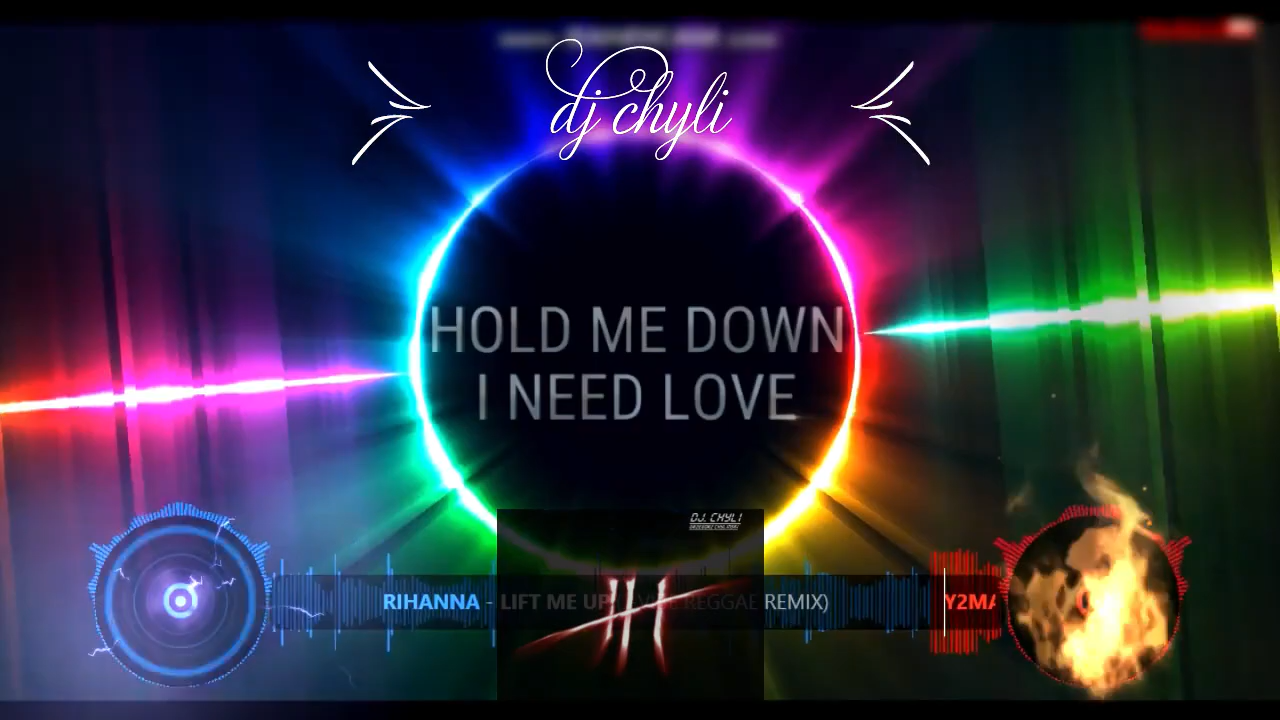 dj chyli
HOLD ME DOWN
I NEED LOVE
DJ. CHYLI
RIHANNA - LIFT ME UP REGGAE REMIX)
Y2MA